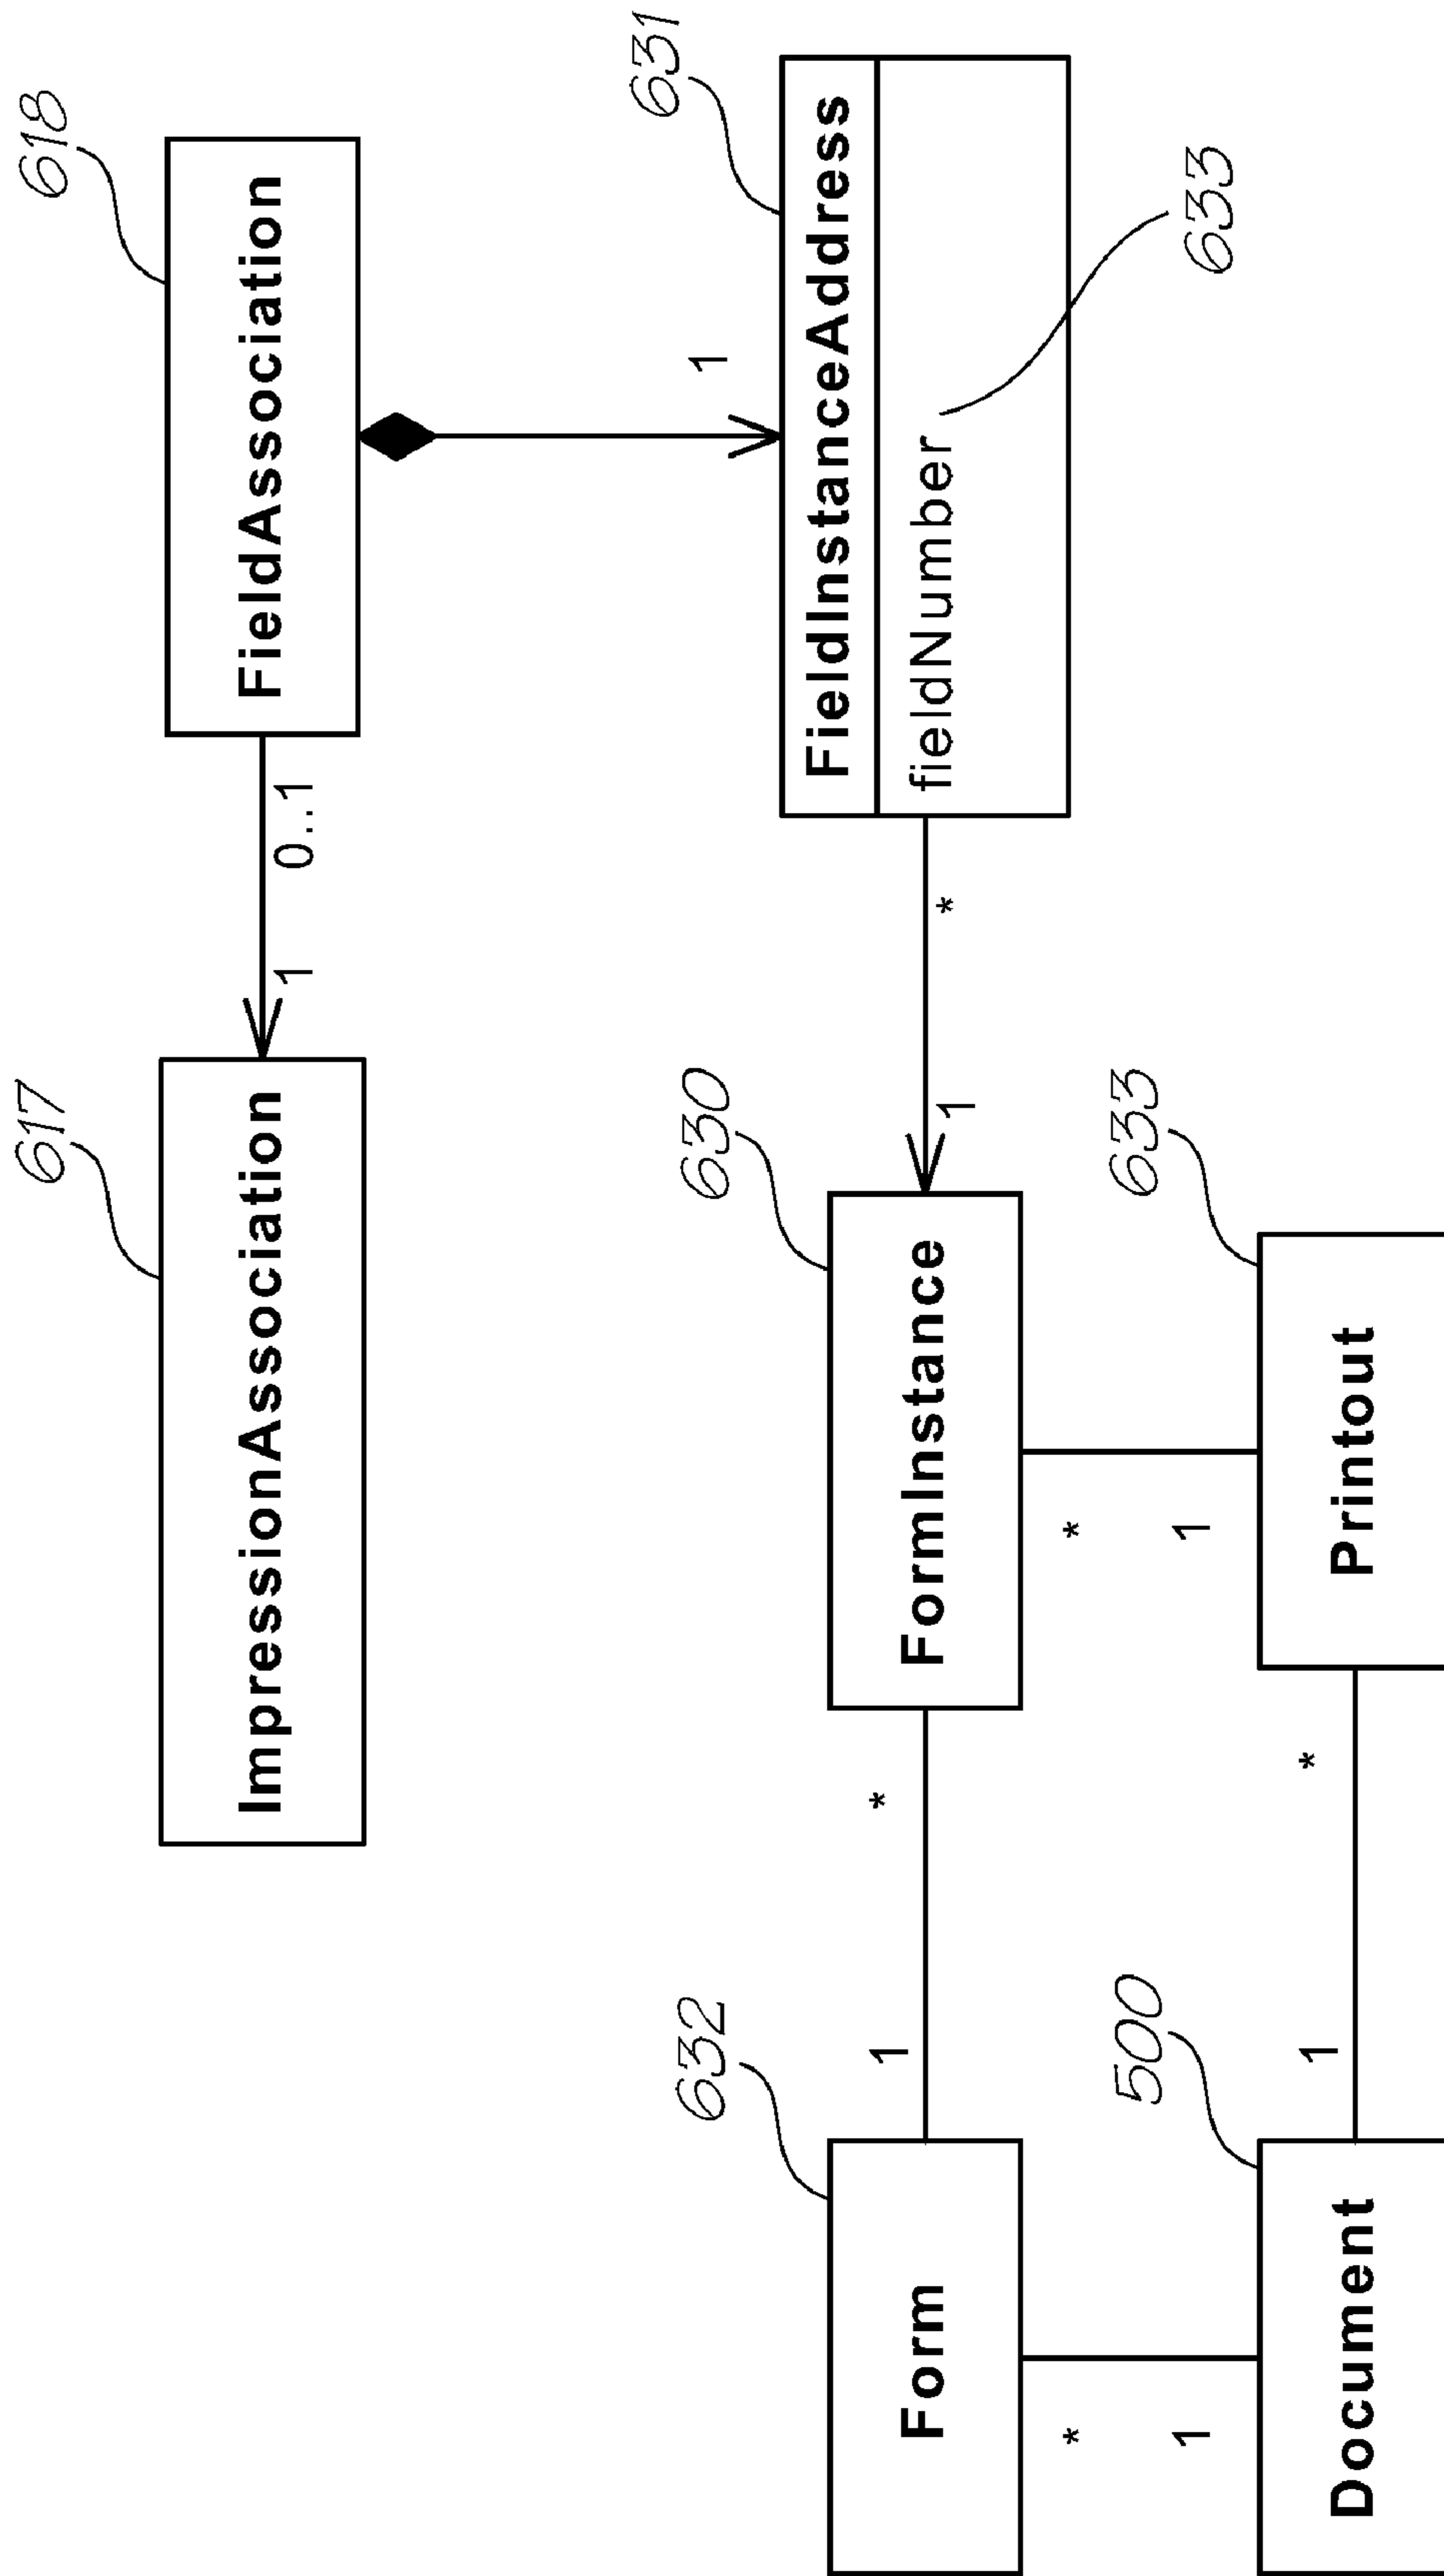 617
618
ImpressionAssociation
1
0..1
FieldAssociation
1
632
630
631
Form
1
*
FormInstance
1
*
FieldInstanceAddress
fieldNumber
*
1
*
1
633
500
633
Document
1
*
Printout